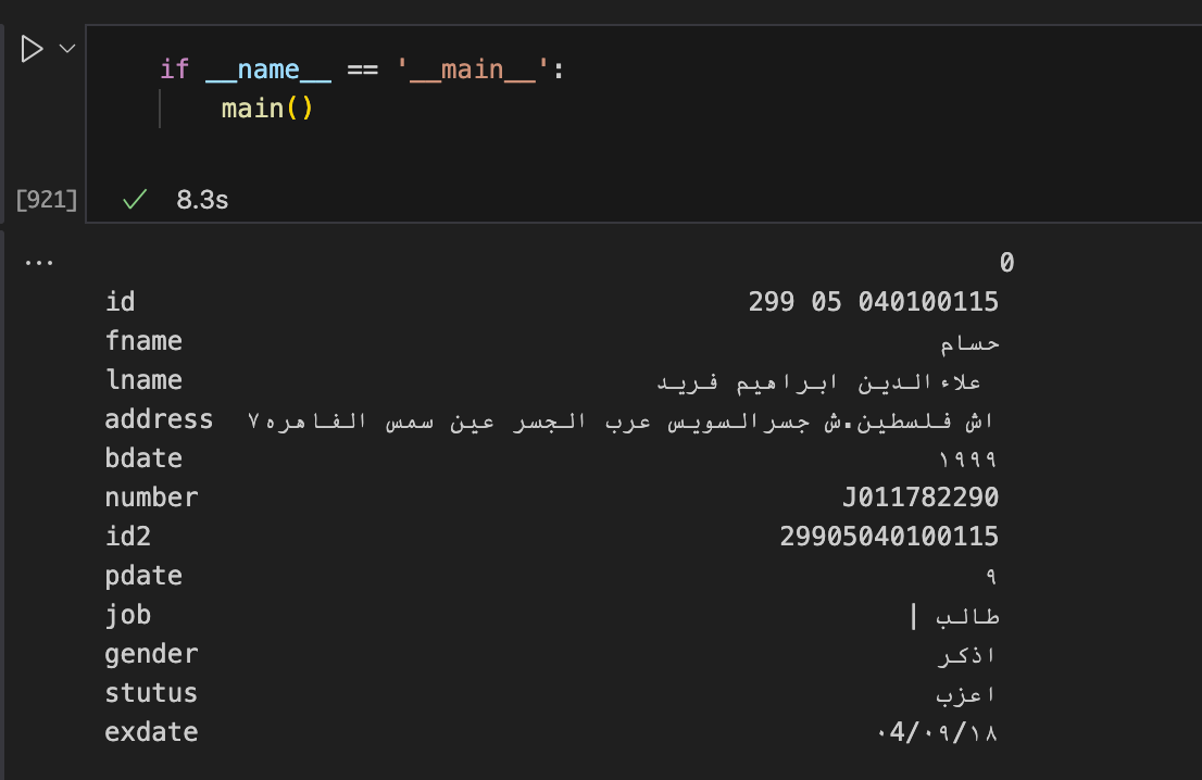 if __name__ == '__main__':
main()
[921] 8.3s
... 0
id 299 05 040100115
fname حسام
lname علاءالدين ابراهيم فريد
address اش فلسطين.ش جسرالسويس عرب الجسر عين سمس الفاهره٧
bdate ١٩٩٩
number J011782290
id2 29905040100115
pdate ٩
job طالب |
gender اذكر
stutus اعزب
exdate ٠4/٠٩/١٨